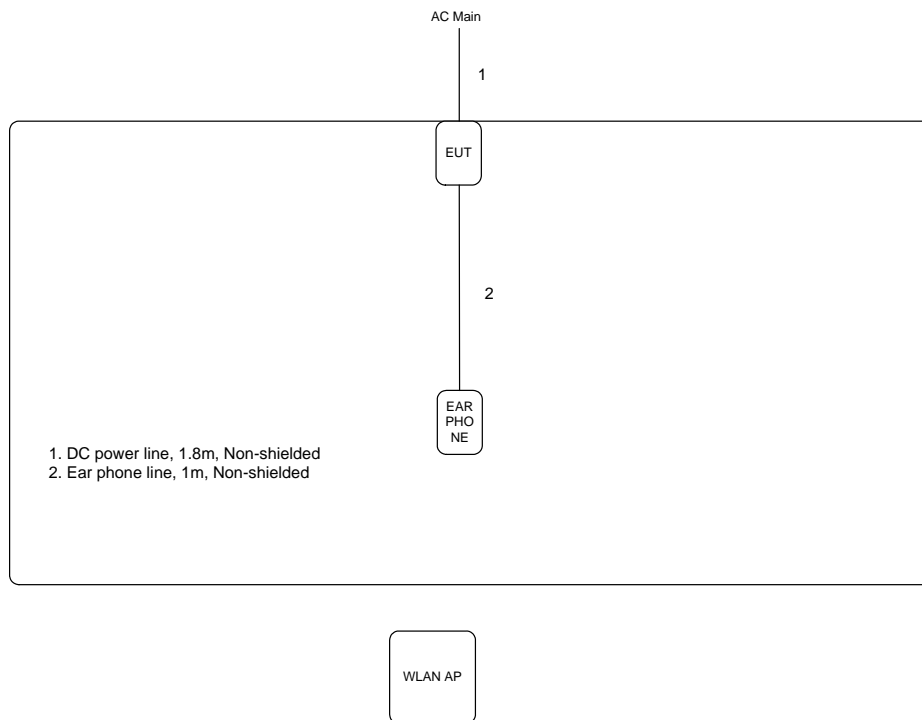 AC Main
1
EUT
2
EAR
PHO
NE
1. DC power line, 1.8m, Non-shielded
2. Ear phone line, 1m, Non-shielded
WLAN AP